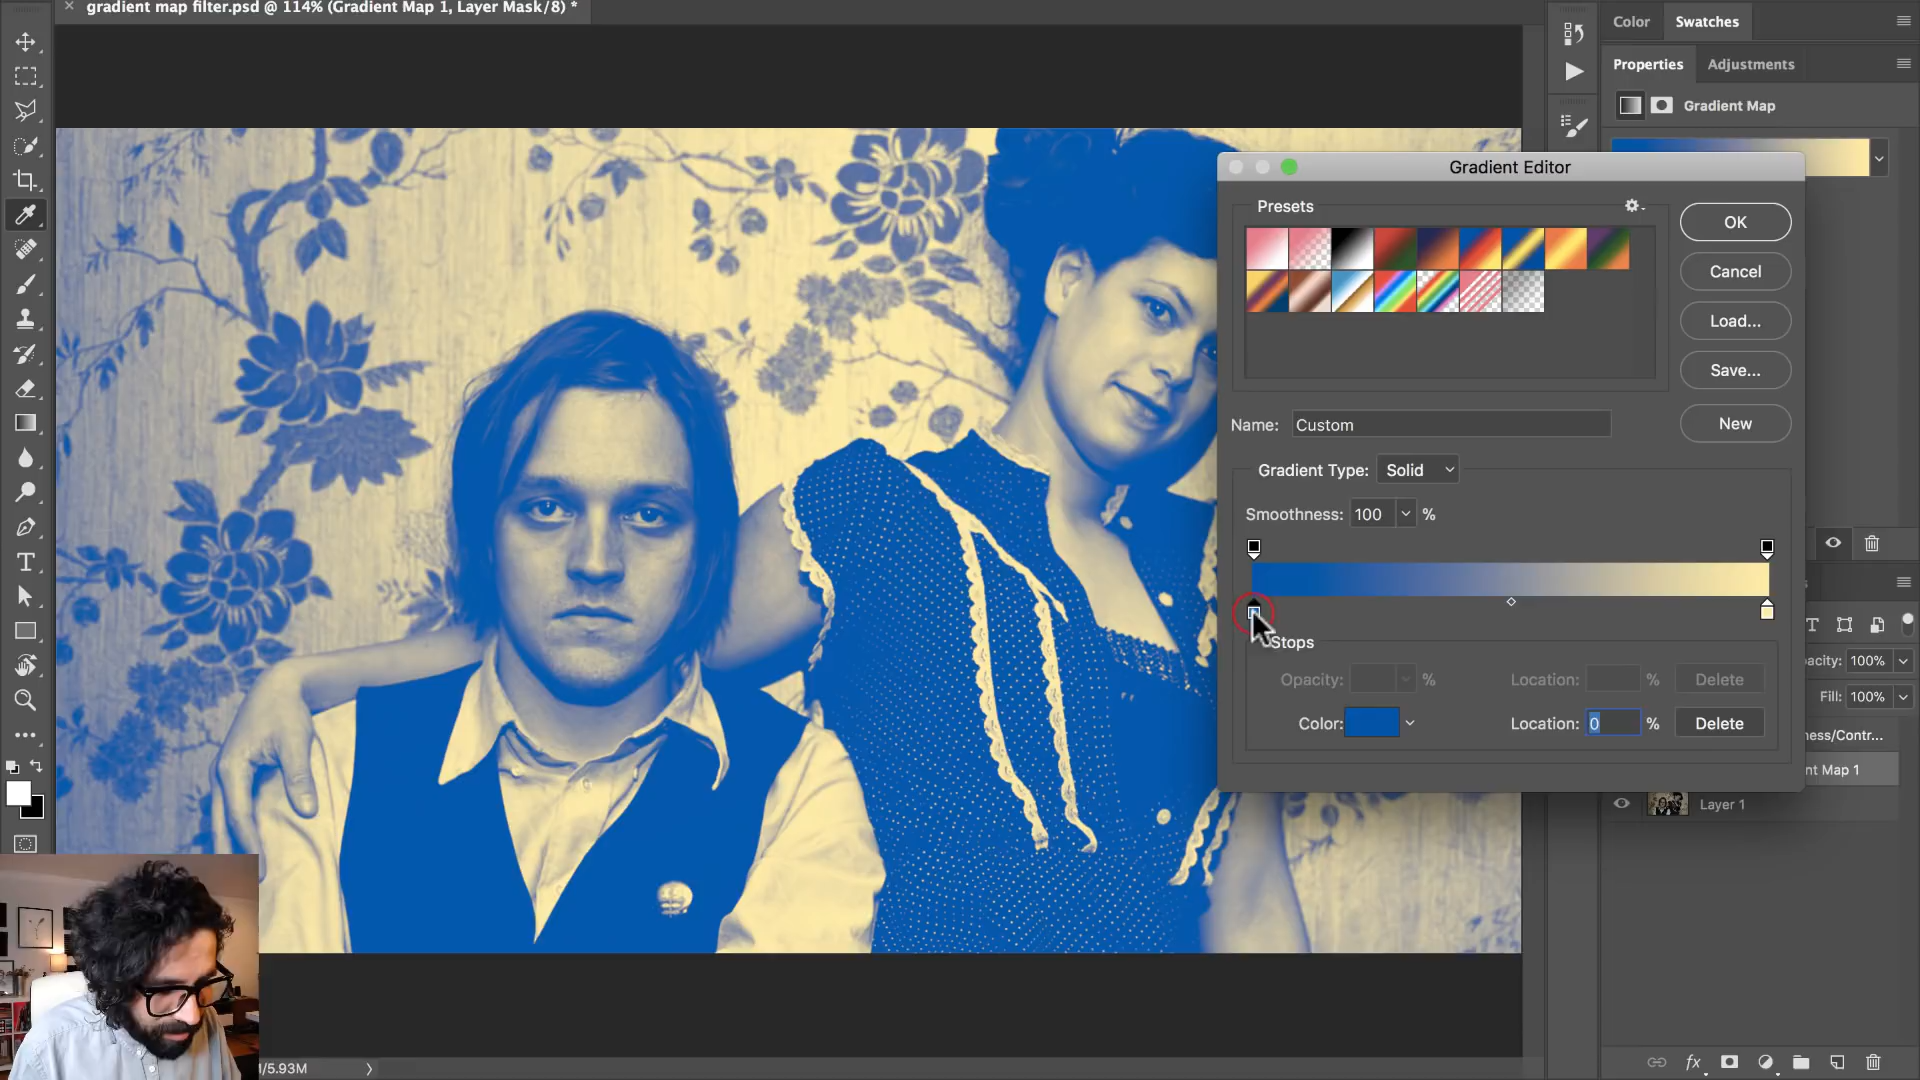 gradient map filter.psd @ 114% (Gradient Map 1, Layer Mask/8) *
Color
Swatches
Properties
Adjustments
Gradient Map
Gradient Editor
Presets
OK
Cancel
Load...
Save...
Name: Custom
New
Gradient Type: Solid
Smoothness: 100 %
Stops
Opacity: %
Location: %
Delete
Color:
Location: 0 %
Delete
acity: 100%
Fill: 100%
ness/Contr...
nt Map 1
Layer 1
/5.93M
fx